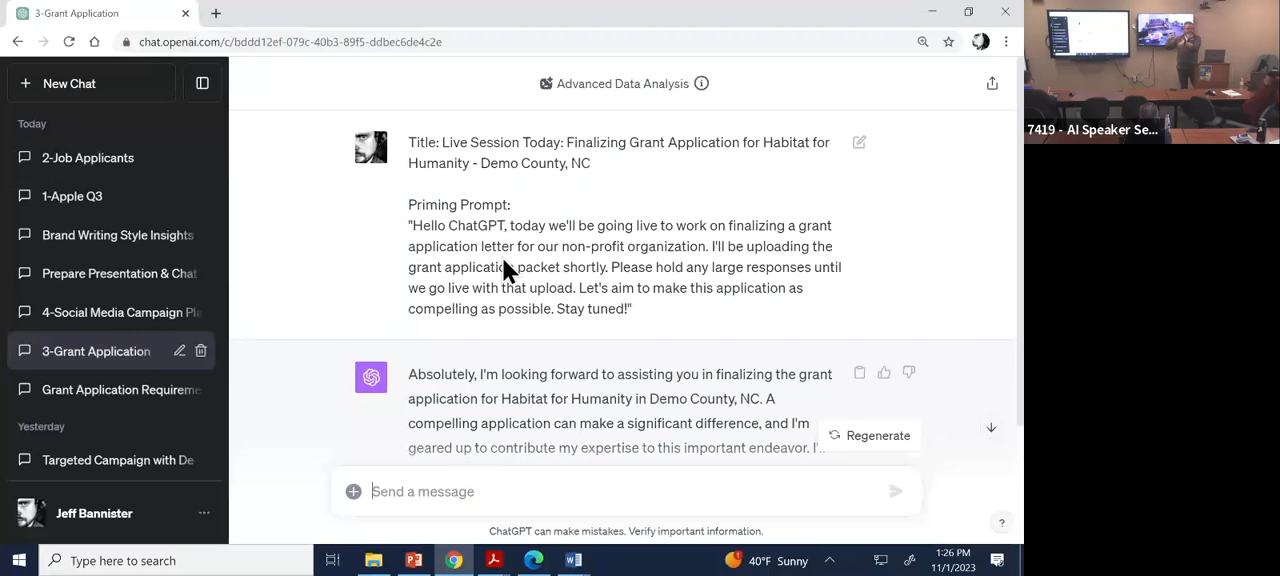 3-Grant Application
chat.openai.com/c/bddd12ef-079c-40b3-89f5-ddbec6de4c2e
New Chat
Today
2-Job Applicants
1-Apple Q3
Brand Writing Style Insights
Prepare Presentation & Chat
4-Social Media Campaign Pla
3-Grant Application
Grant Application Requireme
Yesterday
Targeted Campaign with De
Jeff Bannister
Advanced Data Analysis
Title: Live Session Today: Finalizing Grant Application for Habitat for
Humanity - Demo County, NC
Priming Prompt:
"Hello ChatGPT, today we'll be going live to work on finalizing a grant
application letter for our non-profit organization. I'll be uploading the
grant application packet shortly. Please hold any large responses until
we go live with that upload. Let's aim to make this application as
compelling as possible. Stay tuned!"
Absolutely, I'm looking forward to assisting you in finalizing the grant
application for Habitat for Humanity in Demo County, NC. A
compelling application can make a significant difference, and I'm
geared up to contribute my expertise to this important endeavor. I'..
Regenerate
Send a message
ChatGPT can make mistakes. Verify important information.
?
7419 - AI Speaker Se...
Type here to search
40°F Sunny
1:26 PM
11/1/2023